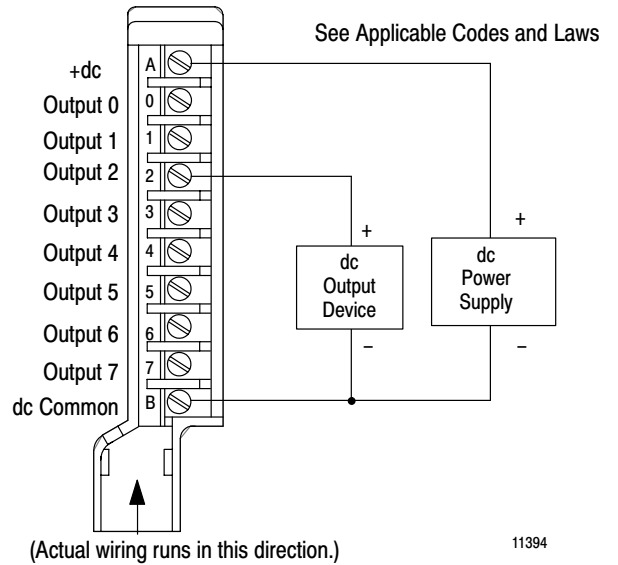 See Applicable Codes and Laws
+dc A
Output 0 0
Output 1 1
Output 2 2
Output 3 3
Output 4 4
Output 5 5
Output 6 6
Output 7 7
dc Common B
+
dc
Output
Device
–
+
dc
Power
Supply
–
(Actual wiring runs in this direction.)
11394